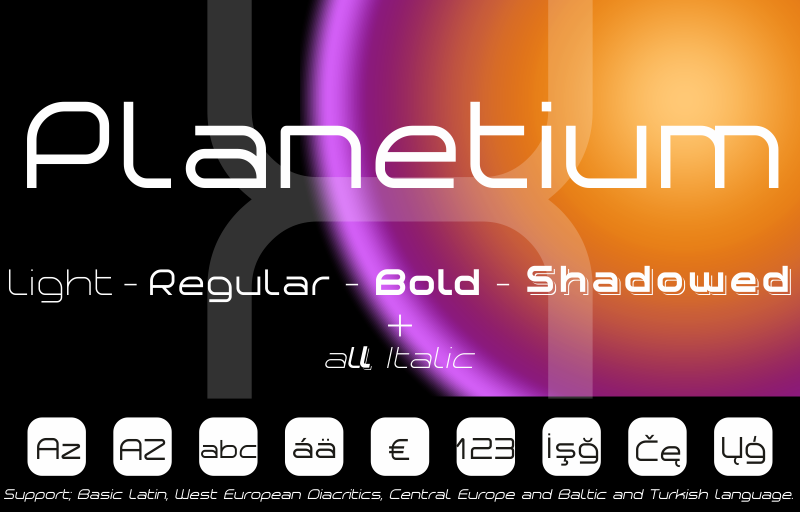 Planetium
Light - Regular - Bold - Shadowed
+
all Italic
Az AZ abc áä € 123 İşğ Čę Ųģ
Support; Basic Latin, West European Diacritics, Central Europe and Baltic and Turkish Language.